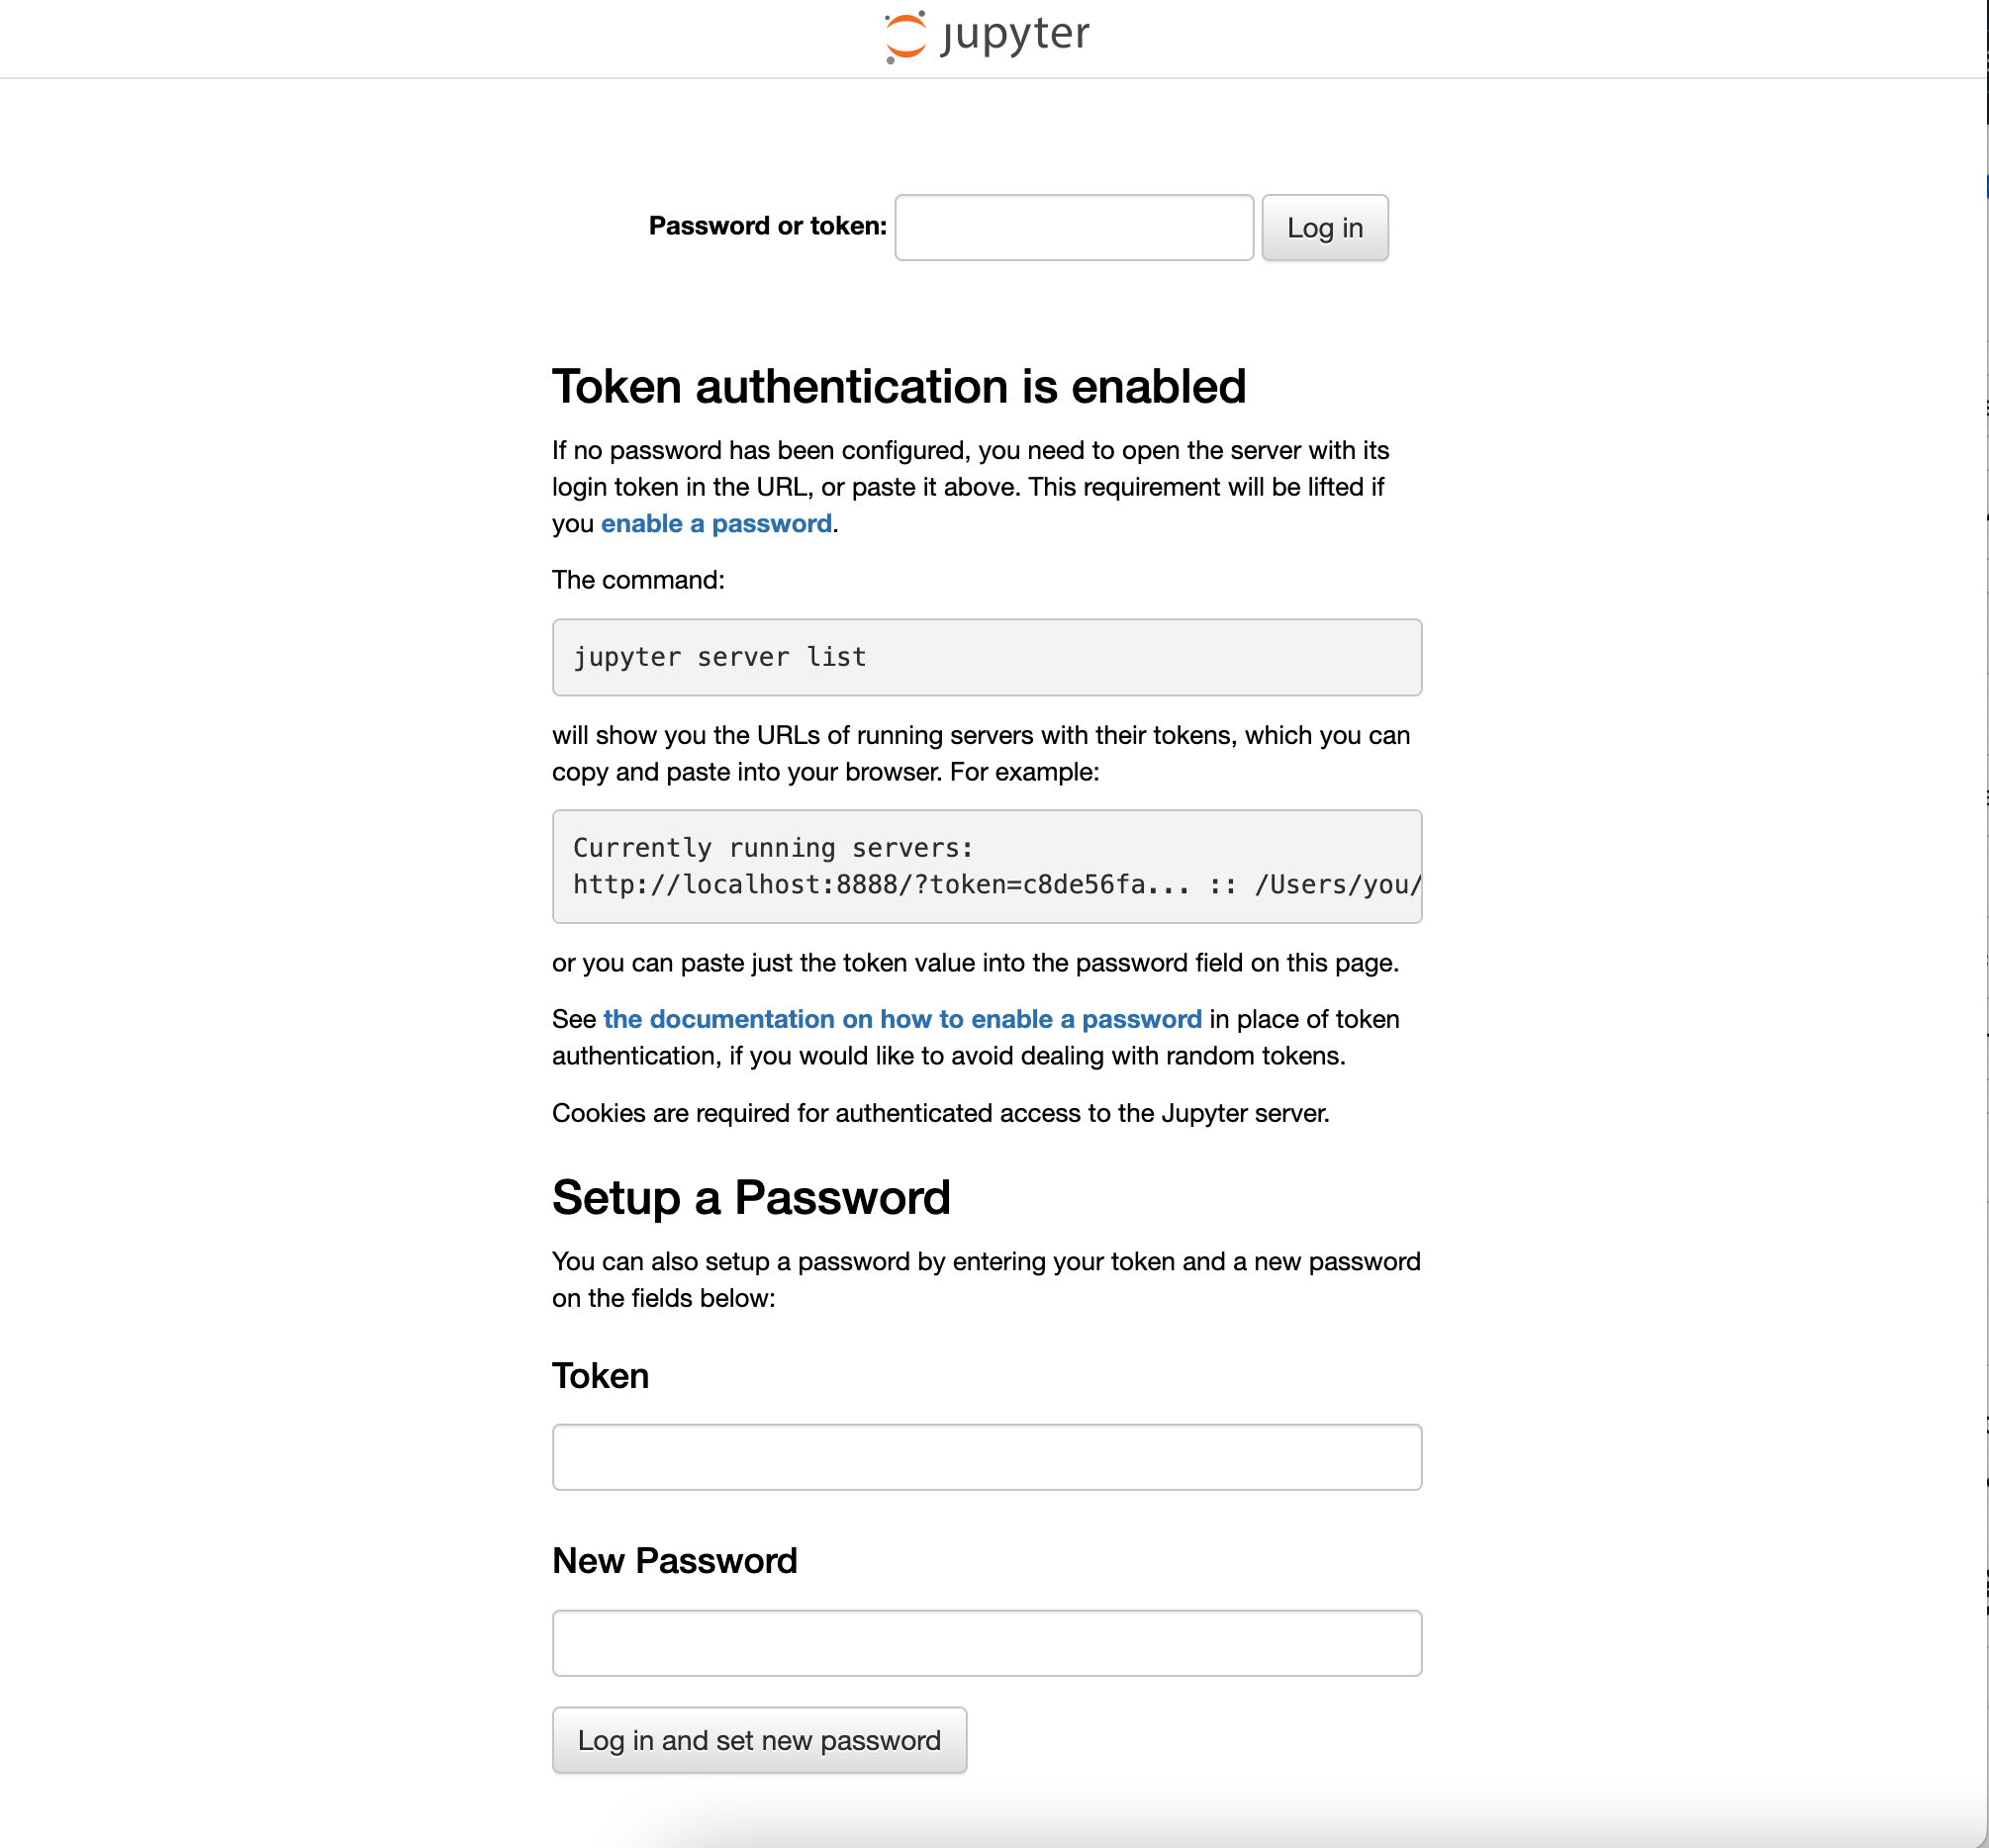 jupyter
Password or token:
Log in
Token authentication is enabled
If no password has been configured, you need to open the server with its
login token in the URL, or paste it above. This requirement will be lifted if
you enable a password.
The command:
jupyter server list
will show you the URLs of running servers with their tokens, which you can
copy and paste into your browser. For example:
Currently running servers:
http://localhost:8888/?token=c8de56fa... :: /Users/you/
or you can paste just the token value into the password field on this page.
See the documentation on how to enable a password in place of token
authentication, if you would like to avoid dealing with random tokens.
Cookies are required for authenticated access to the Jupyter server.
Setup a Password
You can also setup a password by entering your token and a new password
on the fields below:
Token
New Password
Log in and set new password